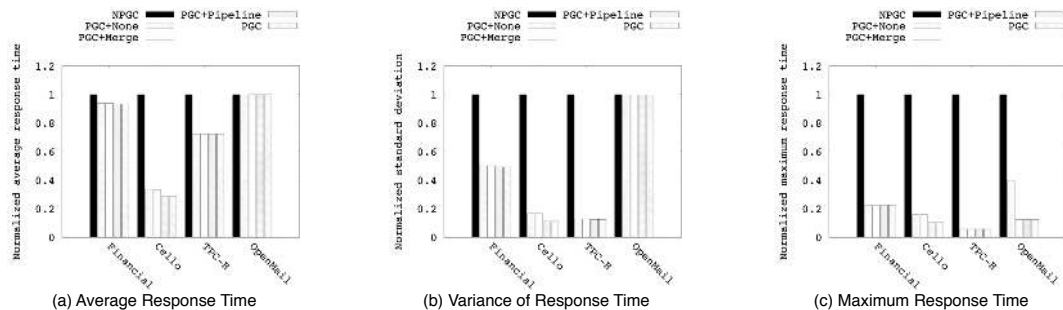 NPGC PGC+Pipeline
PGC+None PGC
PGC+Merge
Normalized average response time
1.2
1
0.8
0.6
0.4
0.2
0
Financial
Cello
TPC-H
OpenMail
(a) Average Response Time
NPGC PGC+Pipeline
PGC+None PGC
PGC+Merge
Normalized standard deviation
1.2
1
0.8
0.6
0.4
0.2
0
Financial
Cello
TPC-H
OpenMail
(b) Variance of Response Time
NPGC PGC+Pipeline
PGC+None PGC
PGC+Merge
Normalized maximum response time
1.2
1
0.8
0.6
0.4
0.2
0
Financial
Cello
TPC-H
OpenMail
(c) Maximum Response Time